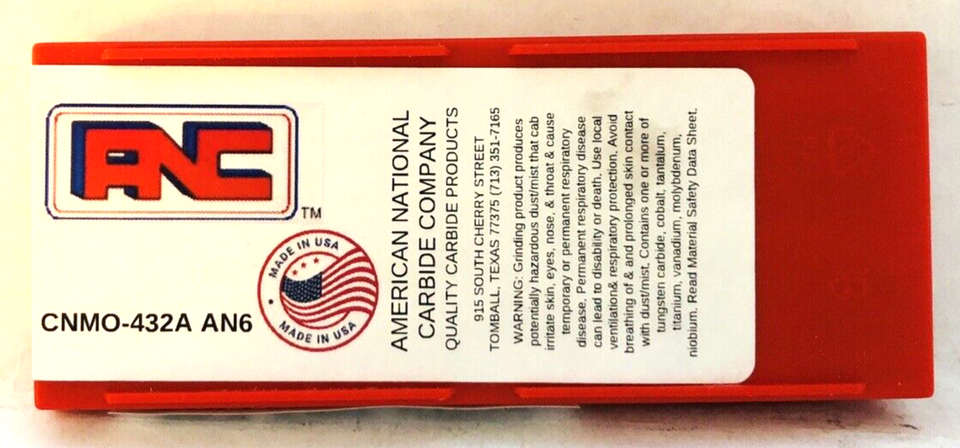 ANC
TM
MADE IN USA
MADE IN USA
CNMO-432A AN6
AMERICAN NATIONAL
CARBIDE COMPANY
QUALITY CARBIDE PRODUCTS
915 SOUTH CHERRY STREET
TOMBALL, TEXAS 77375 (713) 351-7165
WARNING: Grinding product produces
potentially hazardous dust/mist that cab
irritate skin, eyes, nose, & throat & cause
temporary or permanent respiratory
disease. Permanent respiratory disease
can lead to disability or death. Use local
ventilation& respiratory protection. Avoid
breathing of & and prolonged skin contact
with dust/mist. Contains one or more of
tungsten carbide, cobalt, tantalum,
titanium, vanadium, molybdenum,
niobium. Read Material Safety Data Sheet.